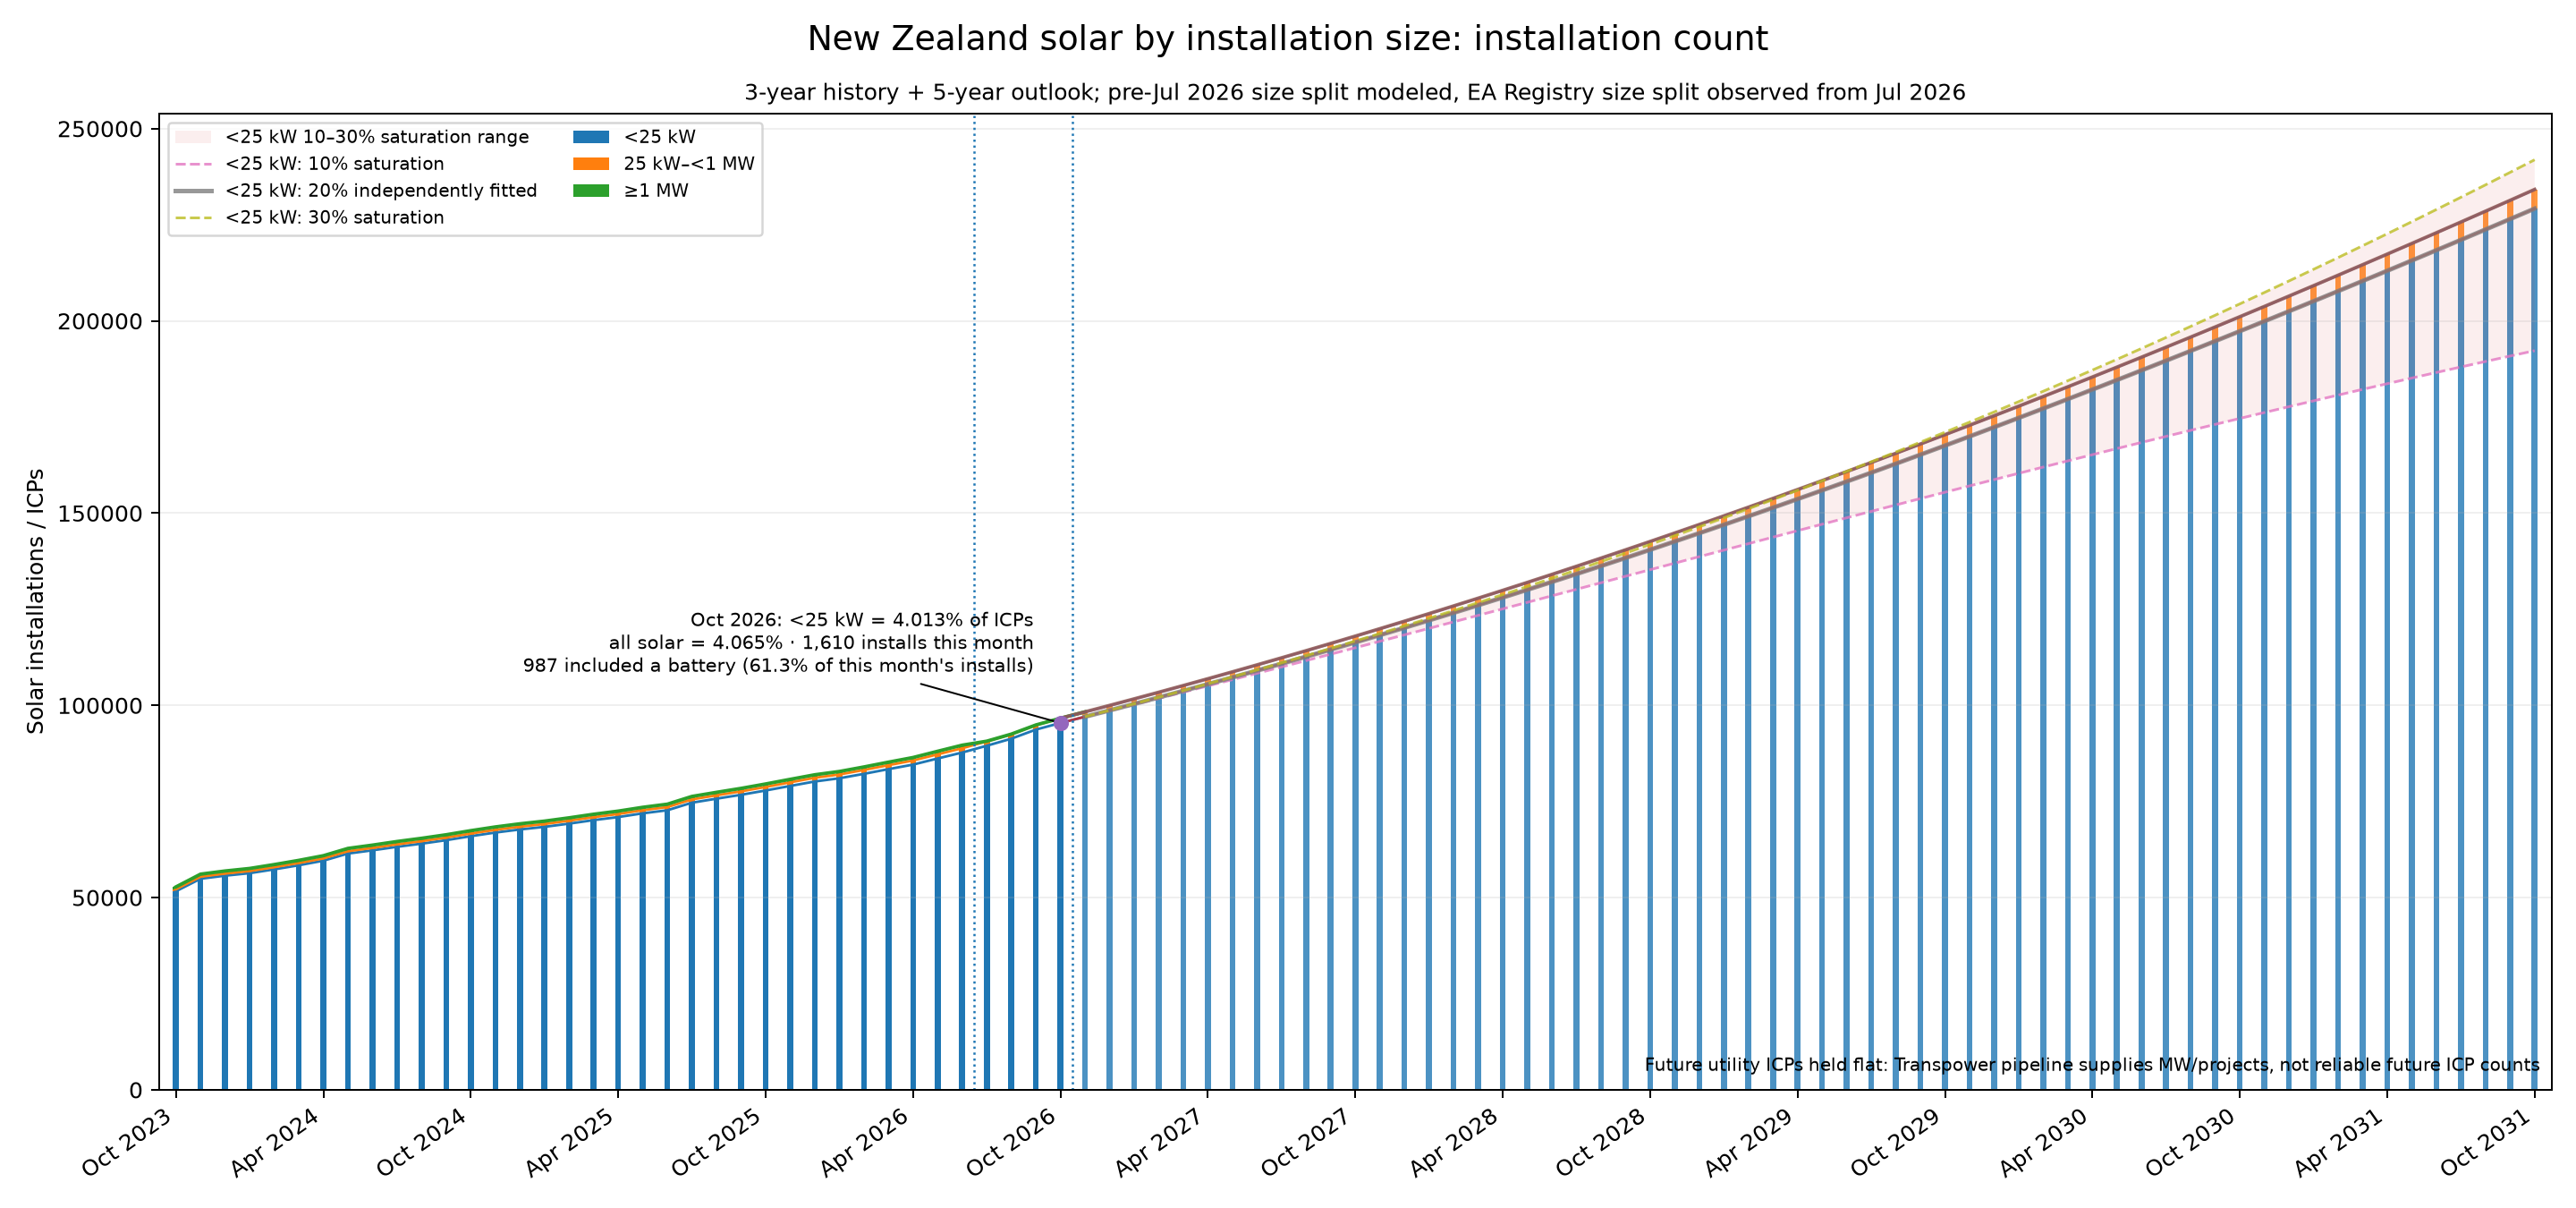 New Zealand solar by installation size: installation count
3-year history + 5-year outlook; pre-Jul 2026 size split modeled, EA Registry size split observed from Jul 2026
<25 kW 10–30% saturation range
<25 kW: 10% saturation
<25 kW: 20% independently fitted
<25 kW: 30% saturation
<25 kW
25 kW–<1 MW
≥1 MW
Solar installations / ICPs
250000
200000
150000
100000
50000
0
Oct 2026: <25 kW = 4.013% of ICPs
all solar = 4.065% · 1,610 installs this month
987 included a battery (61.3% of this month's installs)
Future utility ICPs held flat: Transpower pipeline supplies MW/projects, not reliable future ICP counts
Oct 2023
Apr 2024
Oct 2024
Apr 2025
Oct 2025
Apr 2026
Oct 2026
Apr 2027
Oct 2027
Apr 2028
Oct 2028
Apr 2029
Oct 2029
Apr 2030
Oct 2030
Apr 2031
Oct 2031